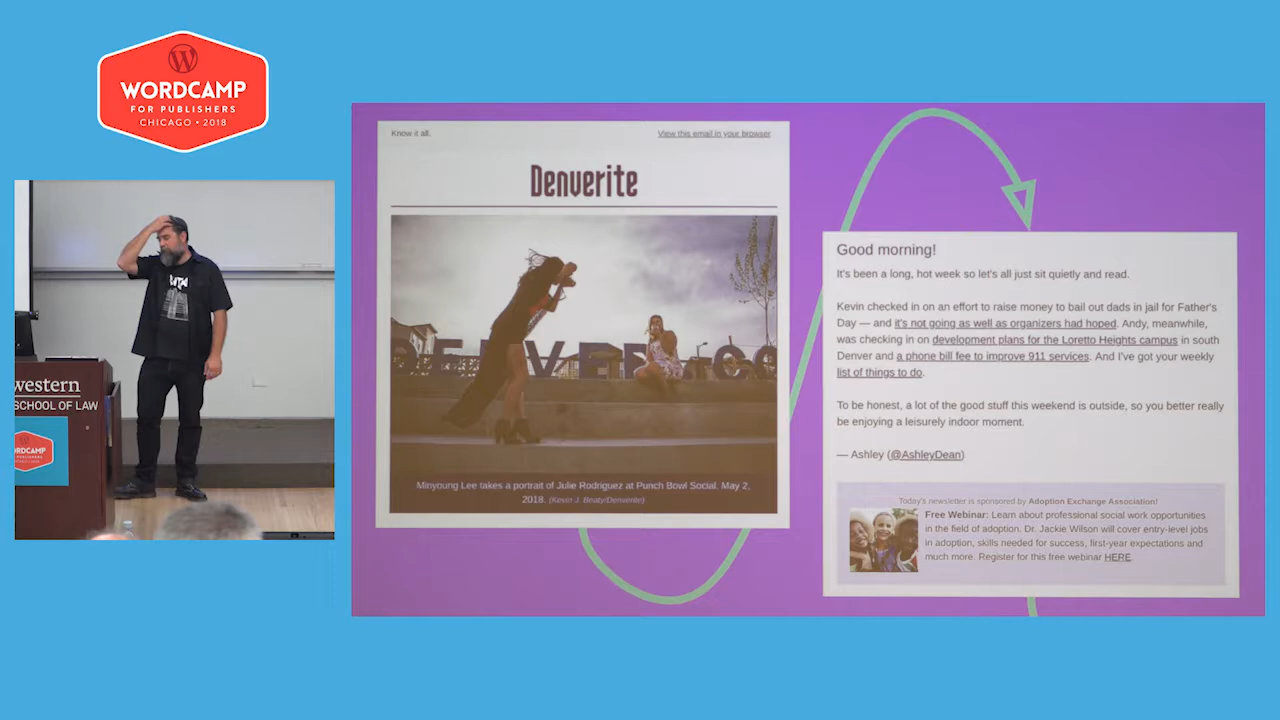 WORDCAMP
FOR PUBLISHERS
CHICAGO • 2018
western
SCHOOL OF LAW
Know it all.
View this email in your browser
Denverite
Minyoung Lee takes a portrait of Julie Rodriguez at Punch Bowl Social, May 2,
2018. (Kevin J. Beaty/Denverite)
Good morning!
It's been a long, hot week so let's all just sit quietly and read.
Kevin checked in on an effort to raise money to bail out dads in jail for Father's
Day — and it's not going as well as organizers had hoped. Andy, meanwhile,
was checking in on development plans for the Loretto Heights campus in south
Denver and a phone bill fee to improve 911 services. And I've got your weekly
list of things to do.
To be honest, a lot of the good stuff this weekend is outside, so you better really
be enjoying a leisurely indoor moment.
— Ashley (@AshleyDean)
Today's newsletter is sponsored by Adoption Exchange Association!
Free Webinar: Learn about professional social work opportunities
in the field of adoption. Dr. Jackie Wilson will cover entry-level jobs
in adoption, skills needed for success, first-year expectations and
much more. Register for this free webinar HERE.